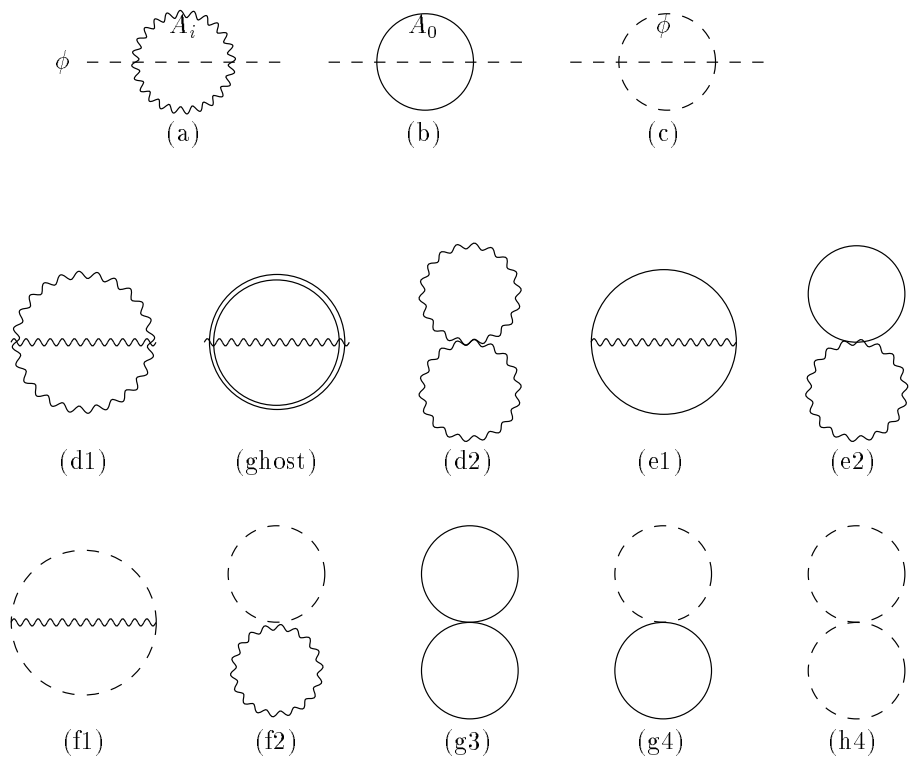 A_i A_0 ϕ
ϕ
(a) (b) (c)
(d1) (ghost) (d2) (e1) (e2)
(f1) (f2) (g3) (g4) (h4)